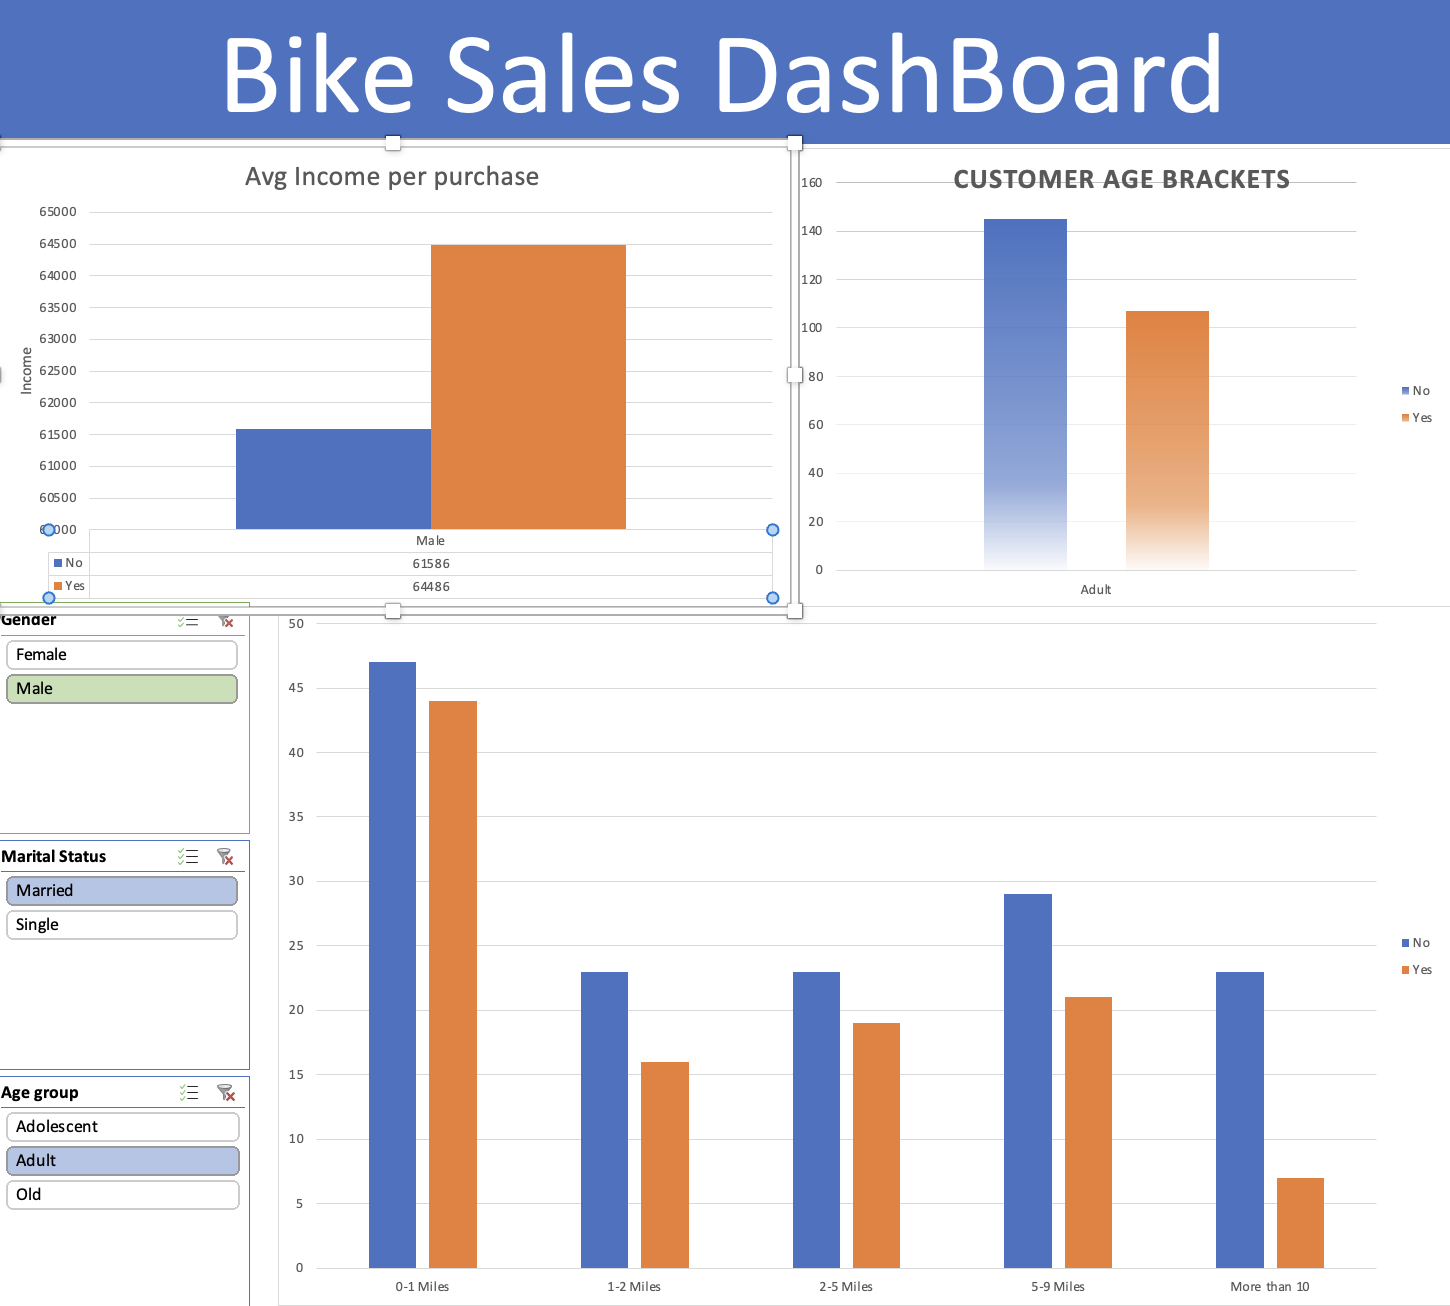 Bike Sales DashBoard
Avg Income per purchase
65000
64500
64000
63500
63000
62500
62000
61500
61000
60500
Income
Male
No 61586
Yes 64486
CUSTOMER AGE BRACKETS
160
140
120
100
80
60
40
20
0
Adult
No
Yes
Gender
Female
Male
Marital Status
Married
Single
Age group
Adolescent
Adult
Old
50
45
40
35
30
25
20
15
10
5
0
0-1 Miles 1-2 Miles 2-5 Miles 5-9 Miles More than 10
No
Yes